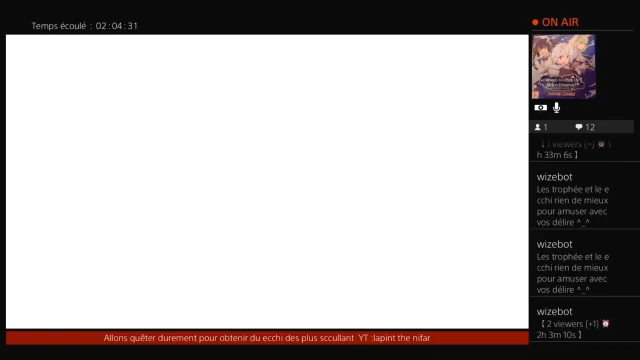 Temps écoulé : 02:04:31
ON AIR
1 12
h 33m 6s 】
wizebot
Les trophée et le e
cchi rien de mieux
pour amuser avec
vos délire ^_^
wizebot
Les trophée et le e
cchi rien de mieux
pour amuser avec
vos délire ^_^
wizebot
【 2 viewers (+1) ⏰
2h 3m 10s 】
Allons quêter durement pour obtenir du ecchi des plus sccullant YT :lapint the nifar